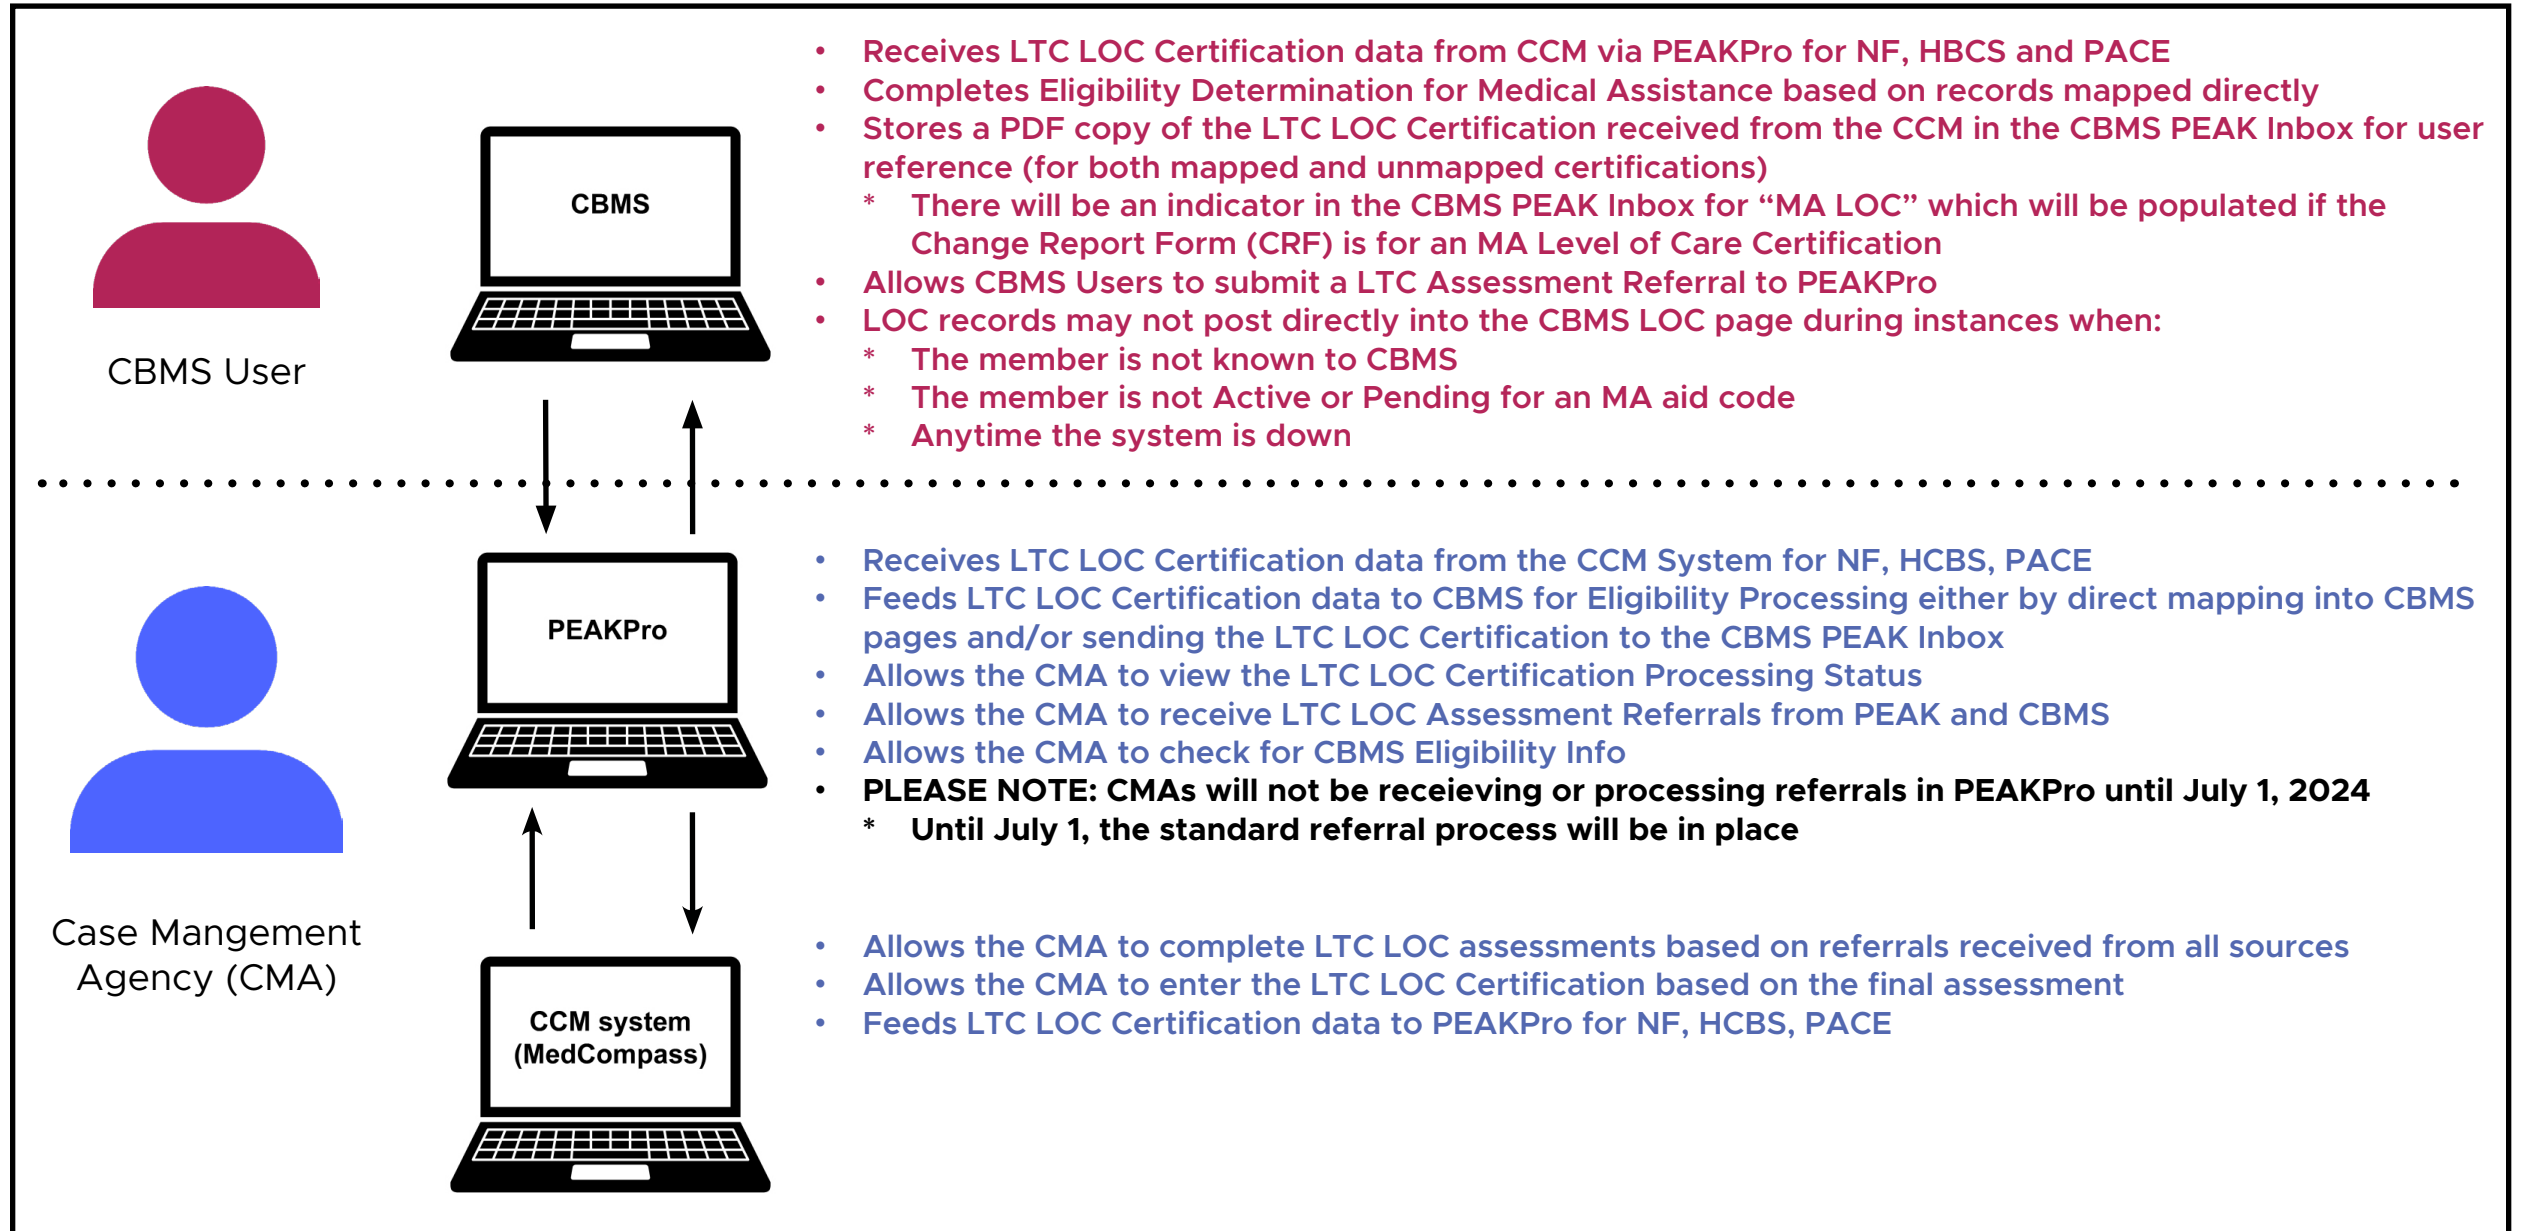 CBMS User
CBMS
• Receives LTC LOC Certification data from CCM via PEAKPro for NF, HBCS and PACE
• Completes Eligibility Determination for Medical Assistance based on records mapped directly
• Stores a PDF copy of the LTC LOC Certification received from the CCM in the CBMS PEAK Inbox for user
reference (for both mapped and unmapped certifications)
* There will be an indicator in the CBMS PEAK Inbox for “MA LOC” which will be populated if the
Change Report Form (CRF) is for an MA Level of Care Certification
• Allows CBMS Users to submit a LTC Assessment Referral to PEAKPro
• LOC records may not post directly into the CBMS LOC page during instances when:
* The member is not known to CBMS
* The member is not Active or Pending for an MA aid code
* Anytime the system is down
Case Mangement
Agency (CMA)
PEAKPro
• Receives LTC LOC Certification data from the CCM System for NF, HCBS, PACE
• Feeds LTC LOC Certification data to CBMS for Eligibility Processing either by direct mapping into CBMS
pages and/or sending the LTC LOC Certification to the CBMS PEAK Inbox
• Allows the CMA to view the LTC LOC Certification Processing Status
• Allows the CMA to receive LTC LOC Assessment Referrals from PEAK and CBMS
• Allows the CMA to check for CBMS Eligibility Info
• PLEASE NOTE: CMAs will not be receieving or processing referrals in PEAKPro until July 1, 2024
* Until July 1, the standard referral process will be in place
CCM system
(MedCompass)
• Allows the CMA to complete LTC LOC assessments based on referrals received from all sources
• Allows the CMA to enter the LTC LOC Certification based on the final assessment
• Feeds LTC LOC Certification data to PEAKPro for NF, HCBS, PACE